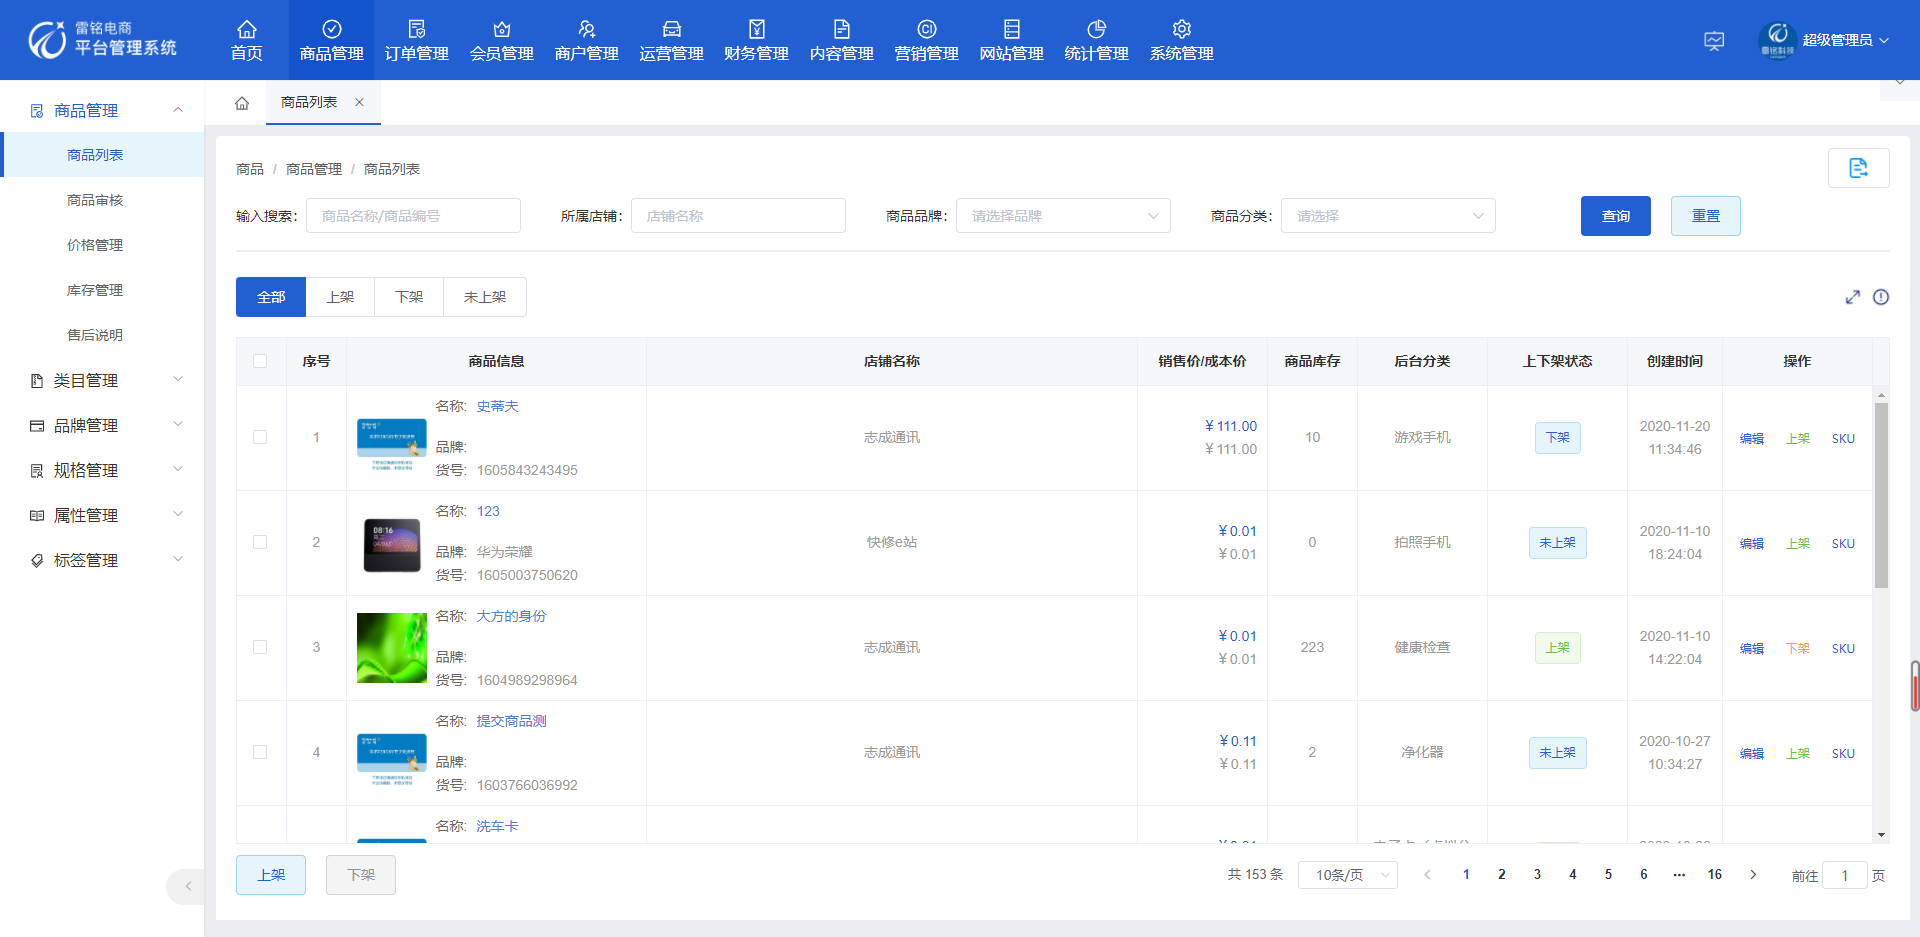 雷铭电商
平台管理系统
首页
商品管理
订单管理
会员管理
商户管理
运营管理
财务管理
内容管理
营销管理
网站管理
统计管理
系统管理
超级管理员
商品管理
商品列表
商品审核
价格管理
库存管理
售后说明
类目管理
品牌管理
规格管理
属性管理
标签管理
商品列表
商品 / 商品管理 / 商品列表
输入搜索: 商品名称/商品编号
所属店铺: 店铺名称
商品品牌: 请选择品牌
商品分类: 请选择
查询
重置
全部 上架 下架 未上架
序号 商品信息 店铺名称 销售价/成本价 商品库存 后台分类 上下架状态 创建时间 操作
1
名称: 史蒂夫
品牌:
货号: 1605843243495
志成通讯
¥ 111.00
¥ 111.00
10
游戏手机
下架
2020-11-20
11:34:46
编辑 上架 SKU
2
08:16
名称: 123
品牌: 华为荣耀
货号: 1605003750620
快修e站
¥ 0.01
¥ 0.01
0
拍照手机
未上架
2020-11-10
18:24:04
编辑 上架 SKU
3
名称: 大方的身份
品牌:
货号: 1604989298964
志成通讯
¥ 0.01
¥ 0.01
223
健康检查
上架
2020-11-10
14:22:04
编辑 下架 SKU
4
名称: 提交商品测
品牌:
货号: 1603766036992
志成通讯
¥ 0.11
¥ 0.11
2
净化器
未上架
2020-10-27
10:34:27
编辑 上架 SKU
名称: 洗车卡
上架
下架
共 153 条
10条/页
1 2 3 4 5 6 ··· 16
前往 1 页